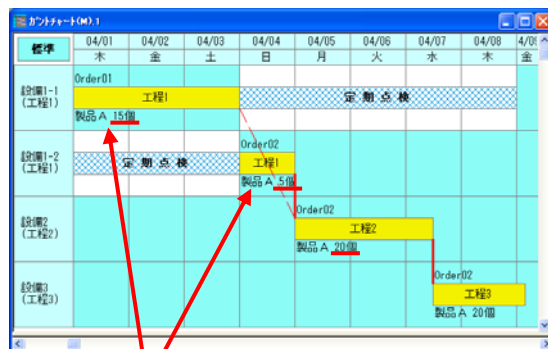 ガントチャート(M).1
標準
04/01 04/02 04/03 04/04 04/05 04/06 04/07 04/08 4/09
木 金 土 日 月 火 水 木 金
設備1-1
(工程1)
Order01
工程1
製品A 15個
定期点検
設備1-2
(工程1)
定期点検
Order02
工程1
製品A 5個
設備2
(工程2)
Order02
工程2
製品A 20個
設備3
(工程3)
Order02
工程3
製品A 20個